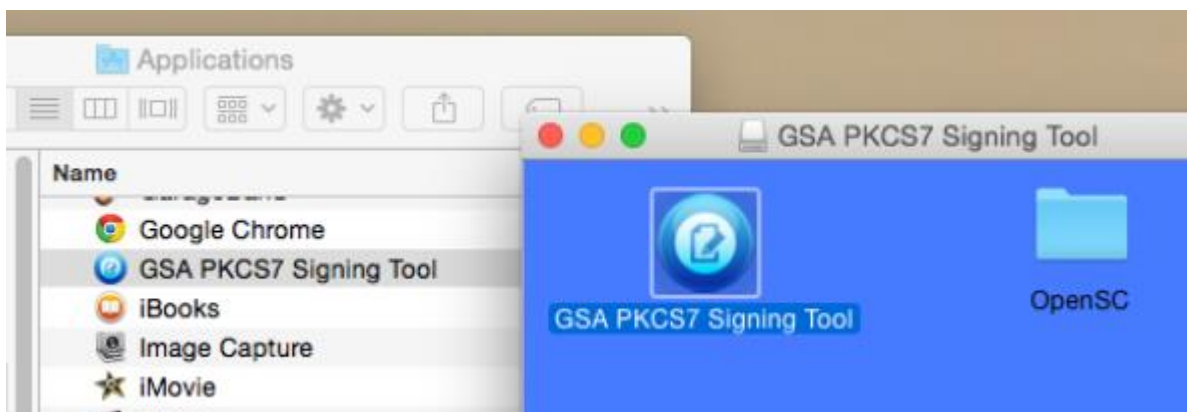 Applications
Name
Google Chrome
GSA PKCS7 Signing Tool
iBooks
Image Capture
iMovie
GSA PKCS7 Signing Tool
GSA PKCS7 Signing Tool
OpenSC